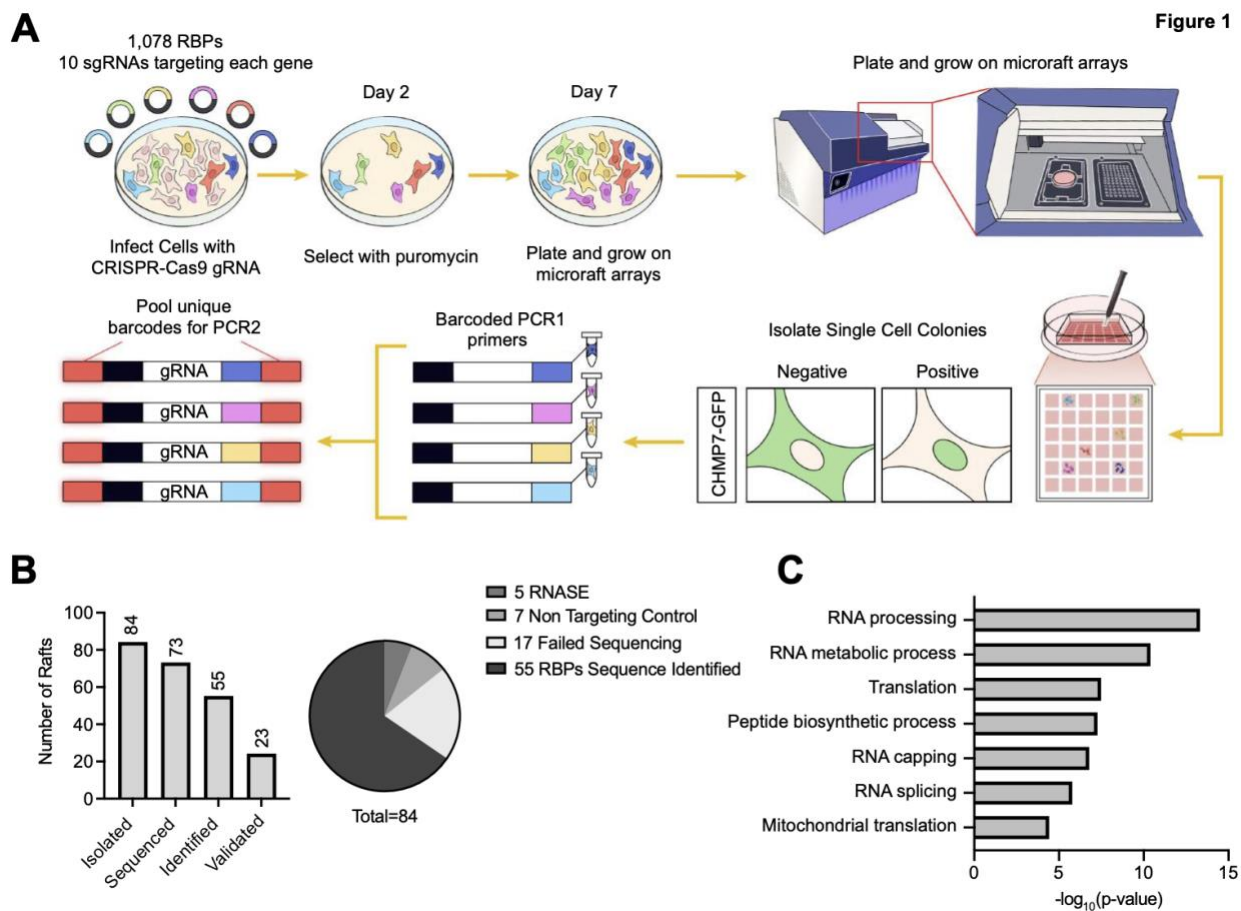 Figure 1
A
1,078 RBPs
10 sgRNAs targeting each gene
Day 2
Day 7
Plate and grow on microraft arrays
Infect Cells with
CRISPR-Cas9 gRNA
Select with puromycin
Plate and grow on
microraft arrays
Pool unique
barcodes for PCR2
Barcoded PCR1
primers
Isolate Single Cell Colonies
Negative
Positive
CHMP7-GFP
gRNA
gRNA
gRNA
gRNA
B
Number of Rafts
100
80
60
40
20
0
84
73
55
23
Isolated
Sequenced
Identified
Validated
5 RNASE
7 Non Targeting Control
17 Failed Sequencing
55 RBPs Sequence Identified
Total=84
C
RNA processing
RNA metabolic process
Translation
Peptide biosynthetic process
RNA capping
RNA splicing
Mitochondrial translation
0
5
10
15
-log₁₀(p-value)